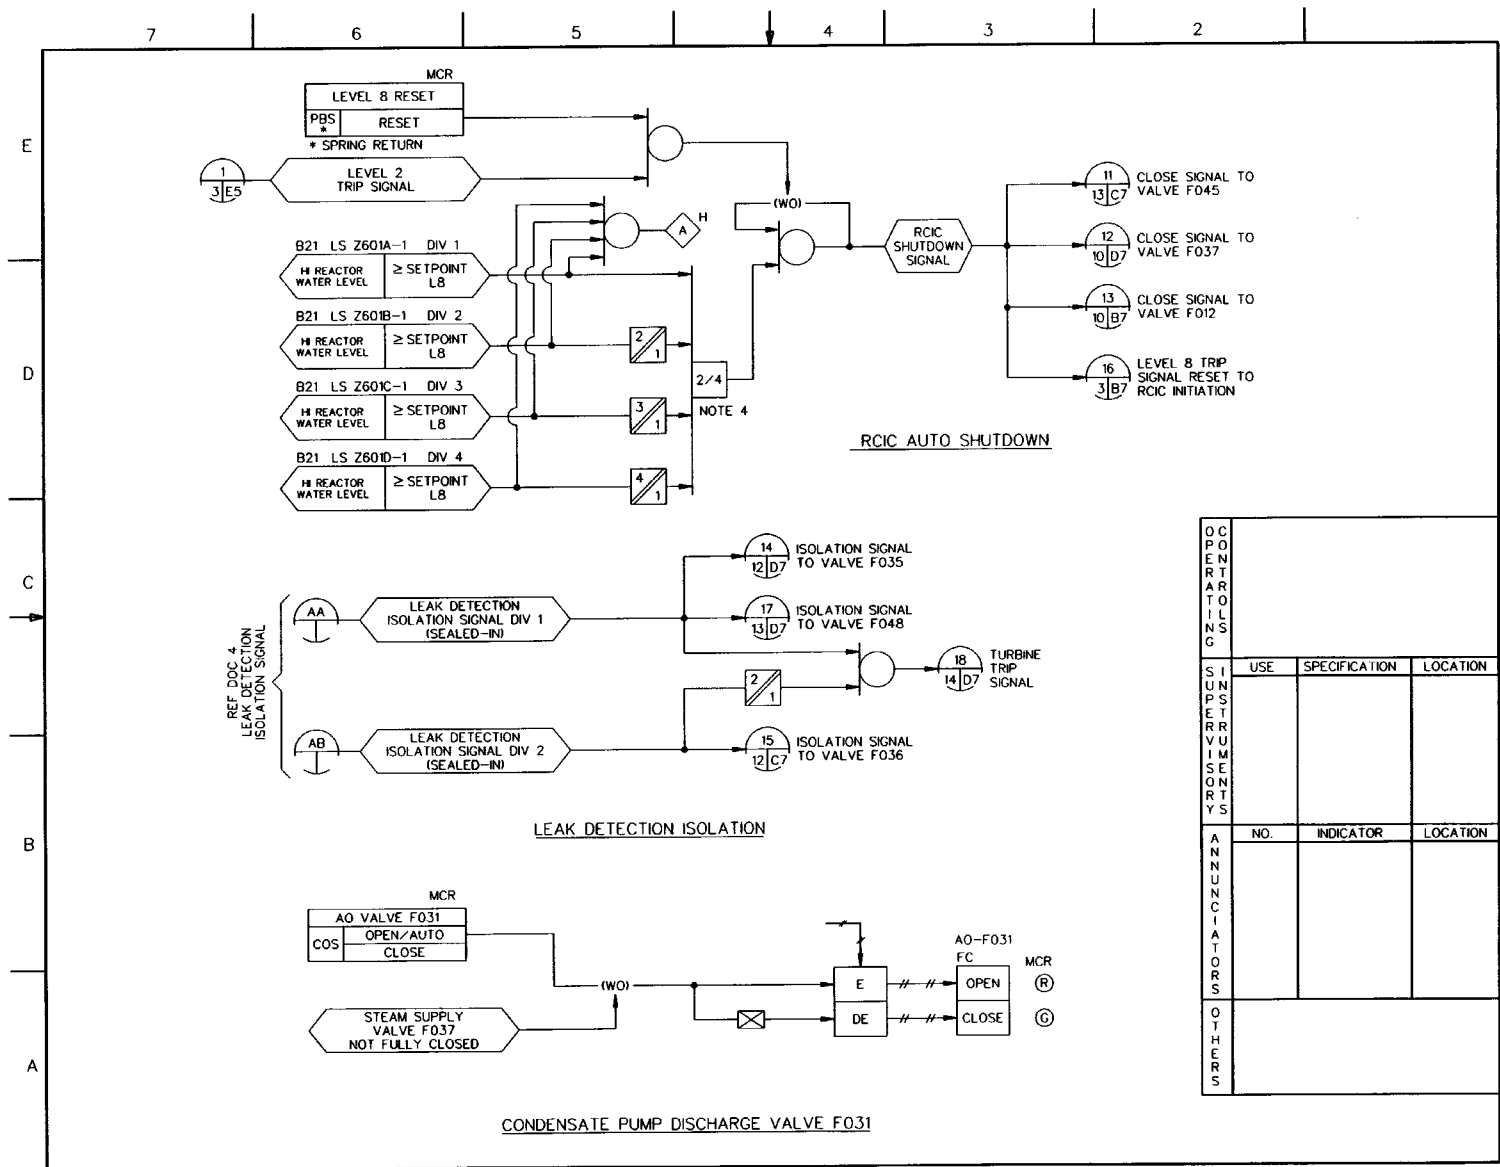 7 6 5 4 3 2
E
D
C
B
A
MCR
LEVEL 8 RESET
PBS * RESET
* SPRING RETURN
1
3 E5
LEVEL 2
TRIP SIGNAL
A H
B21 LS Z601A-1 DIV 1
HI REACTOR
WATER LEVEL
≥ SETPOINT
L8
B21 LS Z601B-1 DIV 2
HI REACTOR
WATER LEVEL
≥ SETPOINT
L8
2
1
B21 LS Z601C-1 DIV 3
HI REACTOR
WATER LEVEL
≥ SETPOINT
L8
3
1
B21 LS Z601D-1 DIV 4
HI REACTOR
WATER LEVEL
≥ SETPOINT
L8
4
1
2/4
NOTE 4
(WO)
RCIC
SHUTDOWN
SIGNAL
11
13 C7
CLOSE SIGNAL TO
VALVE F045
12
10 D7
CLOSE SIGNAL TO
VALVE F037
13
10 B7
CLOSE SIGNAL TO
VALVE F012
16
3 B7
LEVEL 8 TRIP
SIGNAL RESET TO
RCIC INITIATION
RCIC AUTO SHUTDOWN
REF DOC 4
LEAK DETECTION
ISOLATION SIGNAL
AA
LEAK DETECTION
ISOLATION SIGNAL DIV 1
(SEALED-IN)
AB
LEAK DETECTION
ISOLATION SIGNAL DIV 2
(SEALED-IN)
14
12 D7
ISOLATION SIGNAL
TO VALVE F035
17
13 D7
ISOLATION SIGNAL
TO VALVE F048
2
1
18
14 D7
TURBINE
TRIP
SIGNAL
15
12 C7
ISOLATION SIGNAL
TO VALVE F036
LEAK DETECTION ISOLATION
MCR
AO VALVE F031
COS
OPEN/AUTO
CLOSE
STEAM SUPPLY
VALVE F037
NOT FULLY CLOSED
(WO)
E
DE
AO-F031
FC
OPEN
CLOSE
MCR
R
G
CONDENSATE PUMP DISCHARGE VALVE F031
OPERATING
CONTROLS
SUPERVISORY
INSTRUMENTS
USE SPECIFICATION LOCATION
ANNUNCIATORS
NO. INDICATOR LOCATION
OTHERS